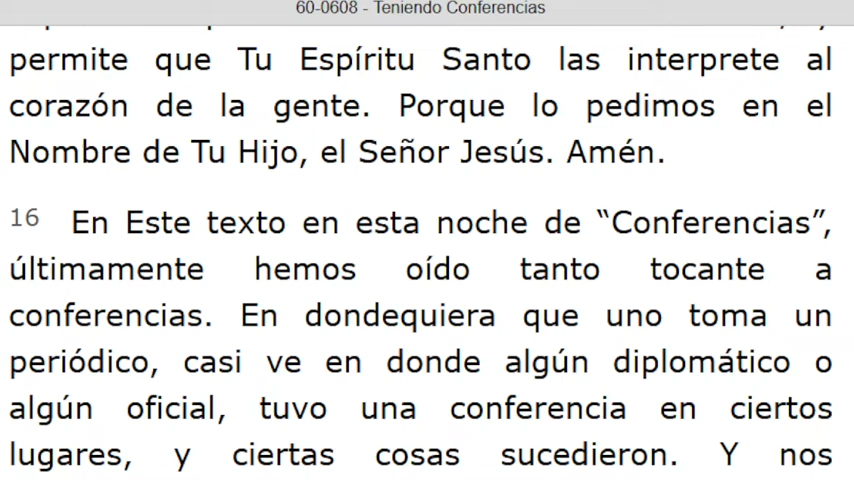 60-0608 - Teniendo Conferencias
permite que Tu Espíritu Santo las interprete al
corazón de la gente. Porque lo pedimos en el
Nombre de Tu Hijo, el Señor Jesús. Amén.
16 En Este texto en esta noche de “Conferencias”,
últimamente hemos oído tanto tocante a
conferencias. En dondequiera que uno toma un
periódico, casi ve en donde algún diplomático o
algún oficial, tuvo una conferencia en ciertos
lugares, y ciertas cosas sucedieron. Y nos